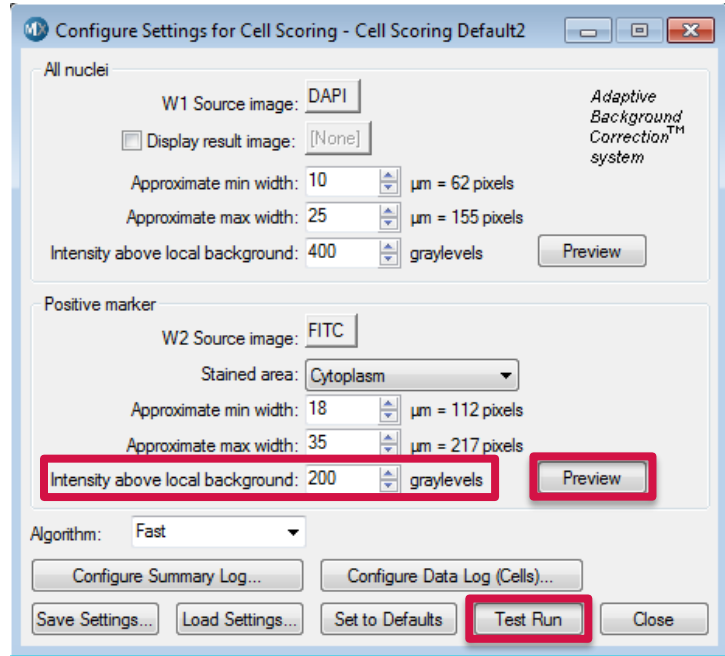 MX Configure Settings for Cell Scoring - Cell Scoring Default2
All nuclei
W1 Source image: DAPI
Adaptive
Background
Correction™
system
Display result image: [None]
Approximate min width: 10 µm = 62 pixels
Approximate max width: 25 µm = 155 pixels
Intensity above local background: 400 graylevels Preview
Positive marker
W2 Source image: FITC
Stained area: Cytoplasm
Approximate min width: 18 µm = 112 pixels
Approximate max width: 35 µm = 217 pixels
Intensity above local background: 200 graylevels Preview
Algorithm: Fast
Configure Summary Log... Configure Data Log (Cells)...
Save Settings... Load Settings... Set to Defaults Test Run Close